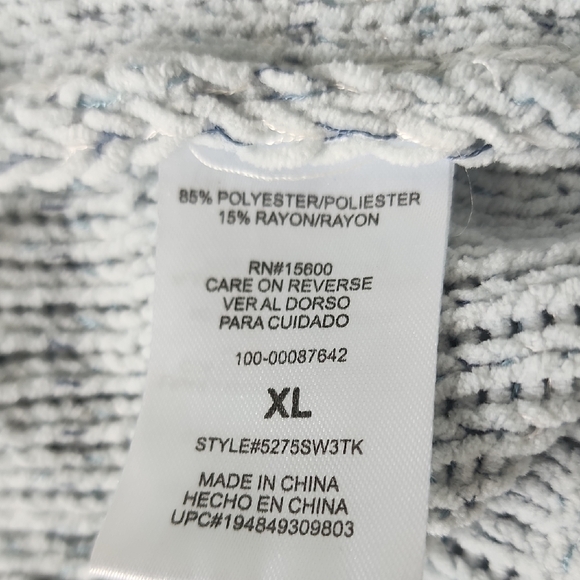 85% POLYESTER/POLIESTER
15% RAYON/RAYON
RN#15600
CARE ON REVERSE
VER AL DORSO
PARA CUIDADO
100-00087642
XL
STYLE#5275SW3TK
MADE IN CHINA
HECHO EN CHINA
UPC#194849309803